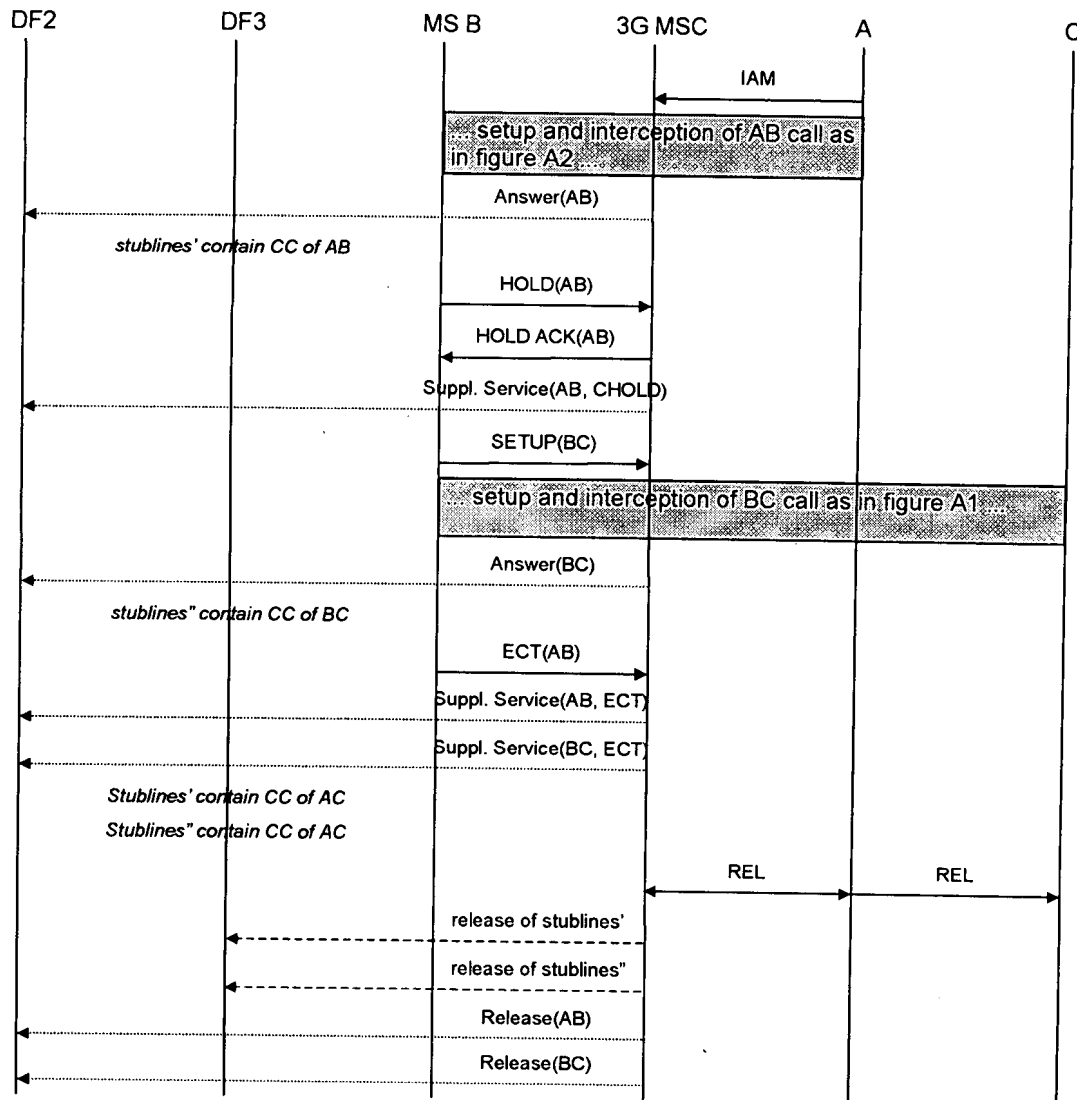 DF2 DF3 MS B 3G MSC A C
IAM
... setup and interception of AB call as
in figure A2 ....
Answer(AB)
stublines' contain CC of AB
HOLD(AB)
HOLD ACK(AB)
Suppl. Service(AB, CHOLD)
SETUP(BC)
... setup and interception of BC call as in figure A1 ....
Answer(BC)
stublines" contain CC of BC
ECT(AB)
Suppl. Service(AB, ECT)
Suppl. Service(BC, ECT)
Stublines' contain CC of AC
Stublines" contain CC of AC
REL REL
release of stublines'
release of stublines"
Release(AB)
Release(BC)